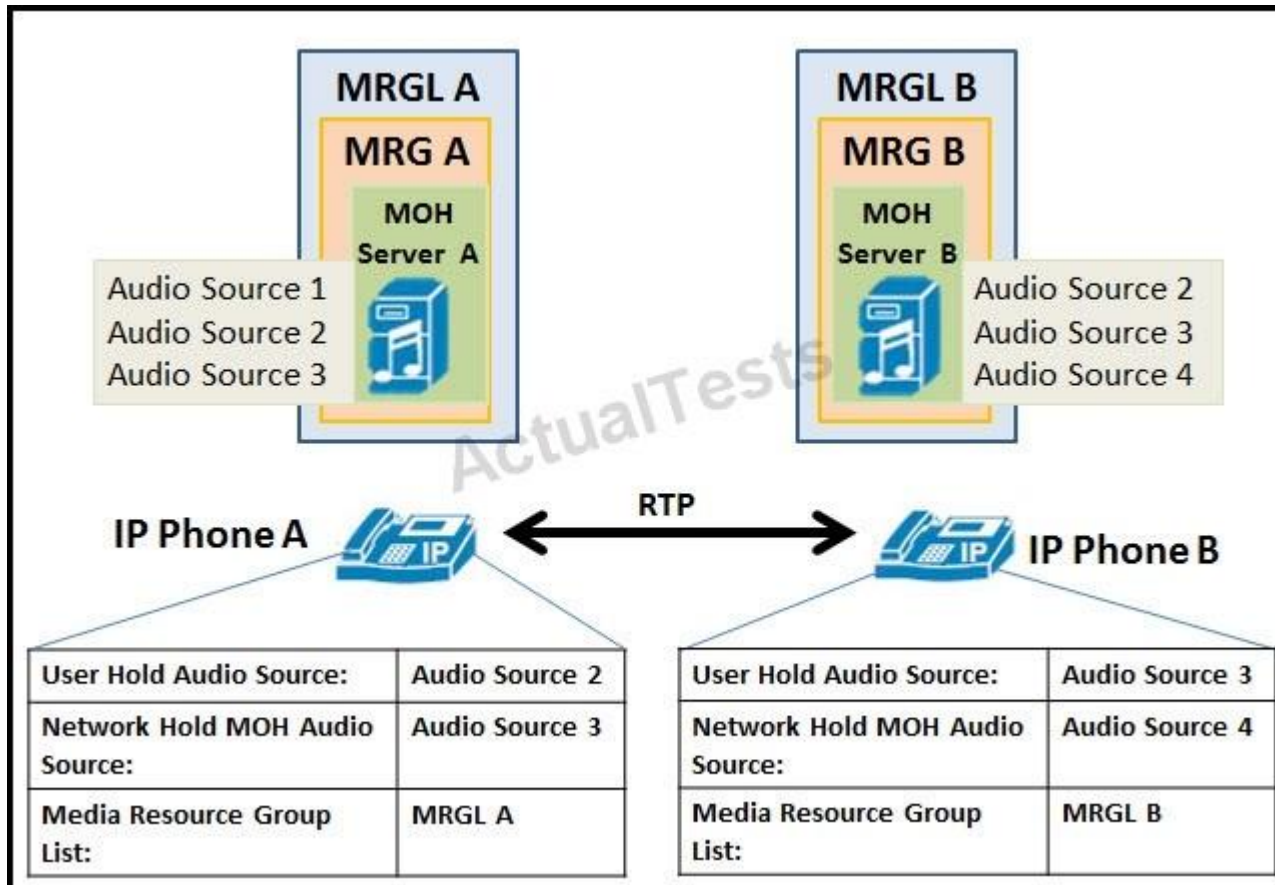 MRGL A
MRG A
MOH
Server A
Audio Source 1
Audio Source 2
Audio Source 3
MRGL B
MRG B
MOH
Server B
Audio Source 2
Audio Source 3
Audio Source 4
ActualTests
IP Phone A
IP
RTP
IP
IP Phone B
User Hold Audio Source: Audio Source 2
Network Hold MOH Audio Audio Source 3
Source:
Media Resource Group MRGL A
List:
User Hold Audio Source: Audio Source 3
Network Hold MOH Audio Audio Source 4
Source:
Media Resource Group MRGL B
List: